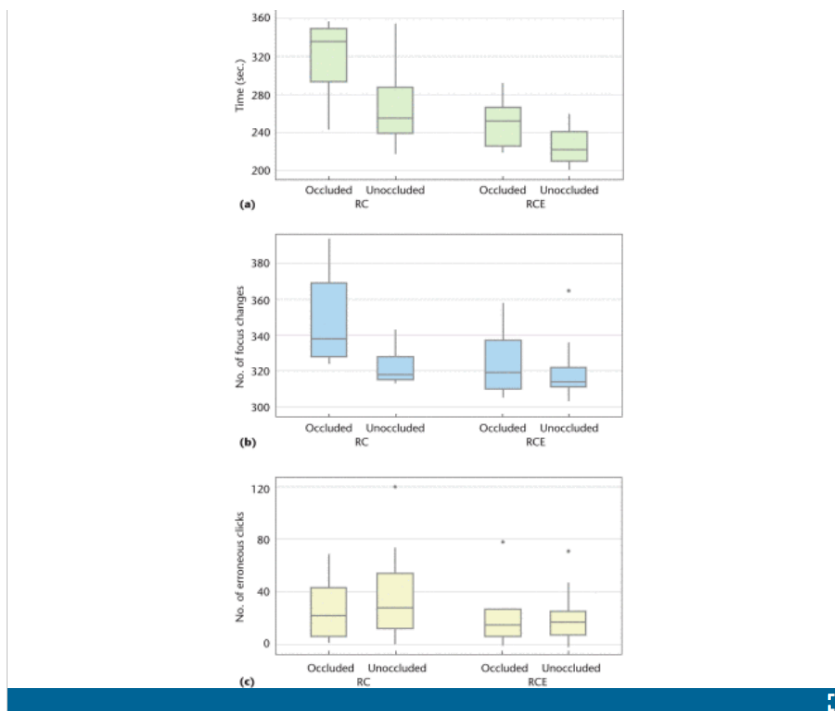 360
320
280
240
200
Time (sec.)
Occluded Unoccluded Occluded Unoccluded
(a) RC RCE
380
360
340
320
300
No. of focus changes
Occluded Unoccluded Occluded Unoccluded
(b) RC RCE
120
80
40
0
No. of erroneous clicks
Occluded Unoccluded Occluded Unoccluded
(c) RC RCE